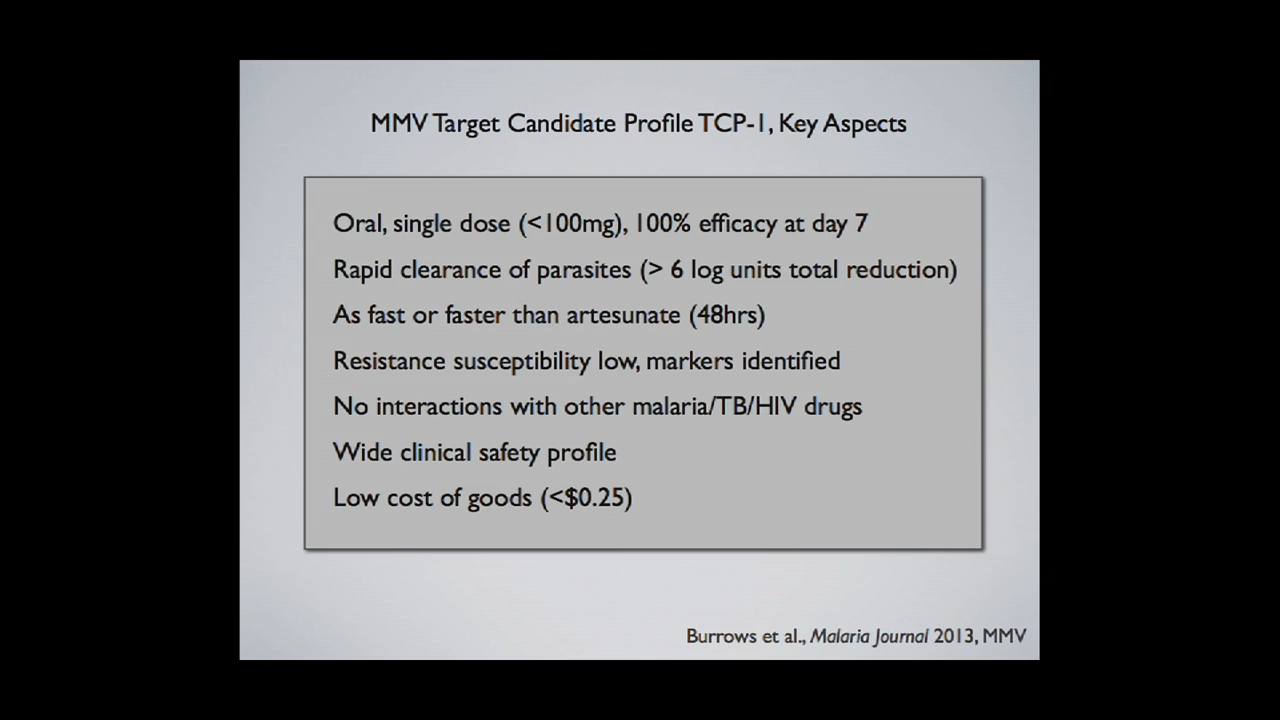 MMV Target Candidate Profile TCP-1, Key Aspects
Oral, single dose (<100mg), 100% efficacy at day 7
Rapid clearance of parasites (> 6 log units total reduction)
As fast or faster than artesunate (48hrs)
Resistance susceptibility low, markers identified
No interactions with other malaria/TB/HIV drugs
Wide clinical safety profile
Low cost of goods (<$0.25)
Burrows et al., Malaria Journal 2013, MMV